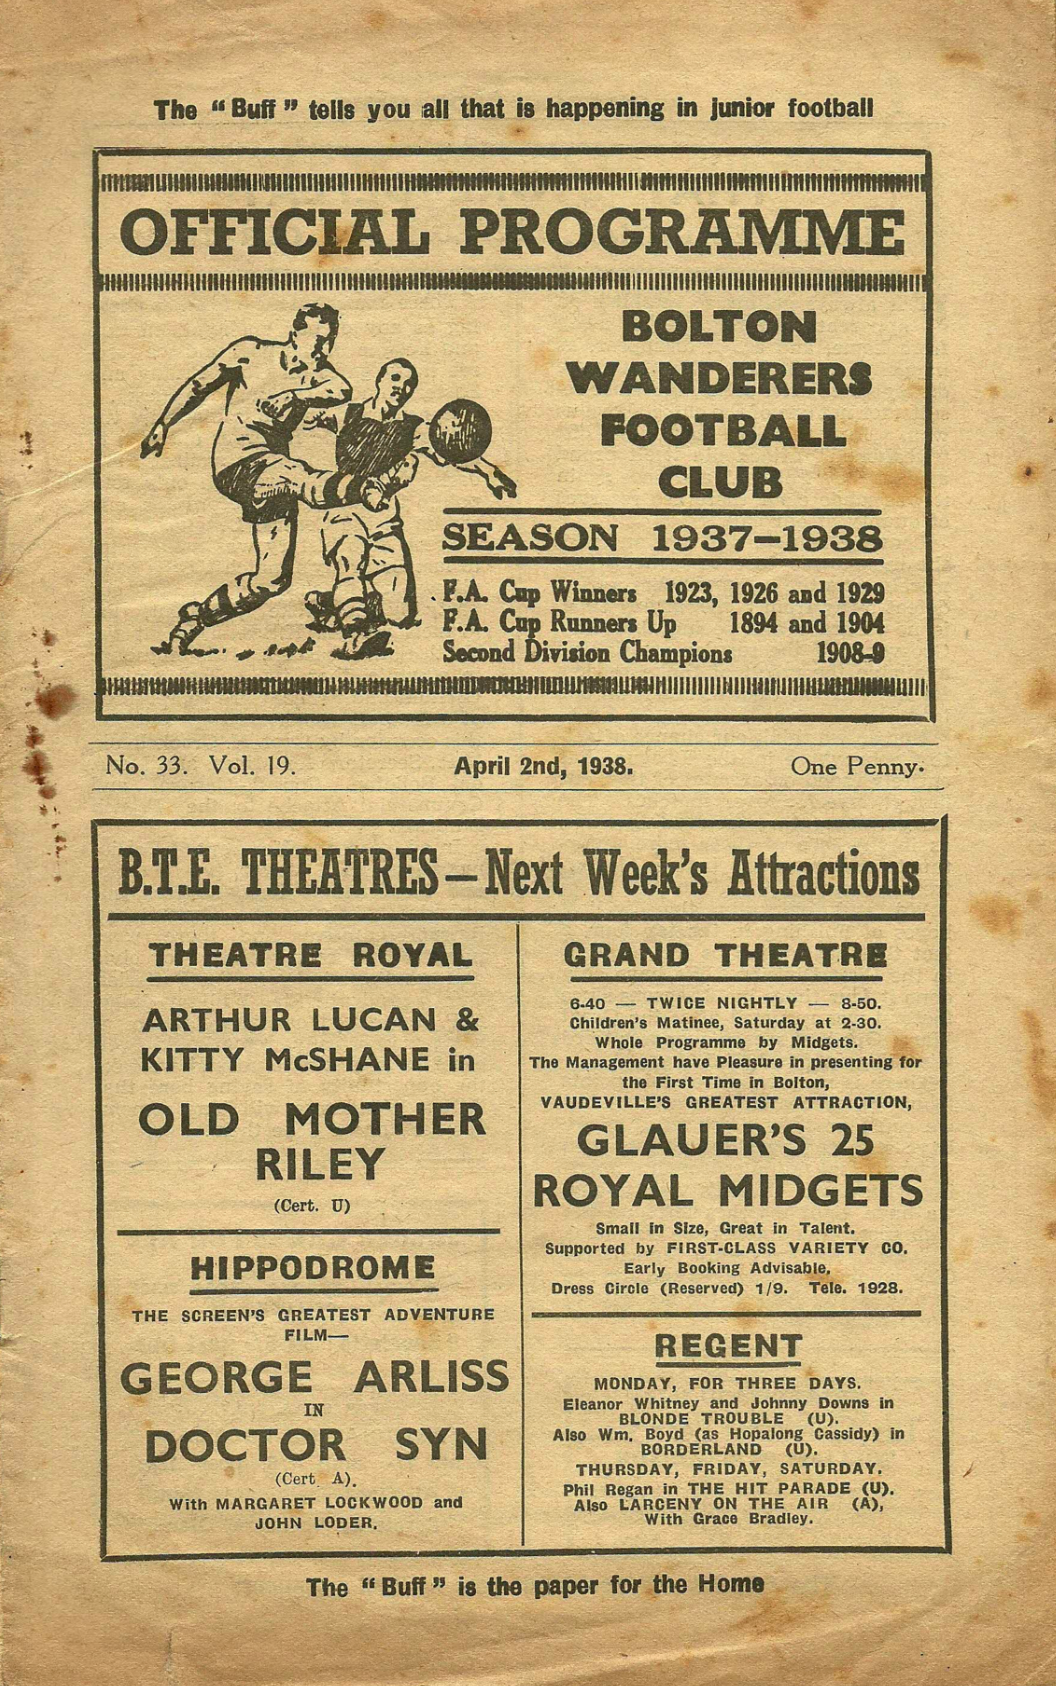 The "Buff" tells you all that is happening in junior football
OFFICIAL PROGRAMME
BOLTON
WANDERERS
FOOTBALL
CLUB
SEASON 1937-1938
F.A. Cup Winners 1923, 1926 and 1929
F.A. Cup Runners Up 1894 and 1904
Second Division Champions 1908-9
No. 33. Vol. 19. April 2nd, 1938. One Penny.
B.T.E. THEATRES—Next Week's Attractions
THEATRE ROYAL
ARTHUR LUCAN &
KITTY McSHANE in
OLD MOTHER
RILEY
(Cert. U)
HIPPODROME
THE SCREEN'S GREATEST ADVENTURE
FILM—
GEORGE ARLISS
IN
DOCTOR SYN
(Cert. A).
With MARGARET LOCKWOOD and
JOHN LODER.
GRAND THEATRE
6-40 — TWICE NIGHTLY — 8-50.
Children's Matinee, Saturday at 2-30.
Whole Programme by Midgets.
The Management have Pleasure in presenting for
the First Time in Bolton,
VAUDEVILLE'S GREATEST ATTRACTION,
GLAUER'S 25
ROYAL MIDGETS
Small in Size, Great in Talent.
Supported by FIRST-CLASS VARIETY CO.
Early Booking Advisable.
Dress Circle (Reserved) 1/9. Tele. 1928.
REGENT
MONDAY, FOR THREE DAYS.
Eleanor Whitney and Johnny Downs in
BLONDE TROUBLE (U).
Also Wm. Boyd (as Hopalong Cassidy) in
BORDERLAND (U).
THURSDAY, FRIDAY, SATURDAY.
Phil Regan in THE HIT PARADE (U).
Also LARCENY ON THE AIR (A),
With Grace Bradley.
The "Buff" is the paper for the Home